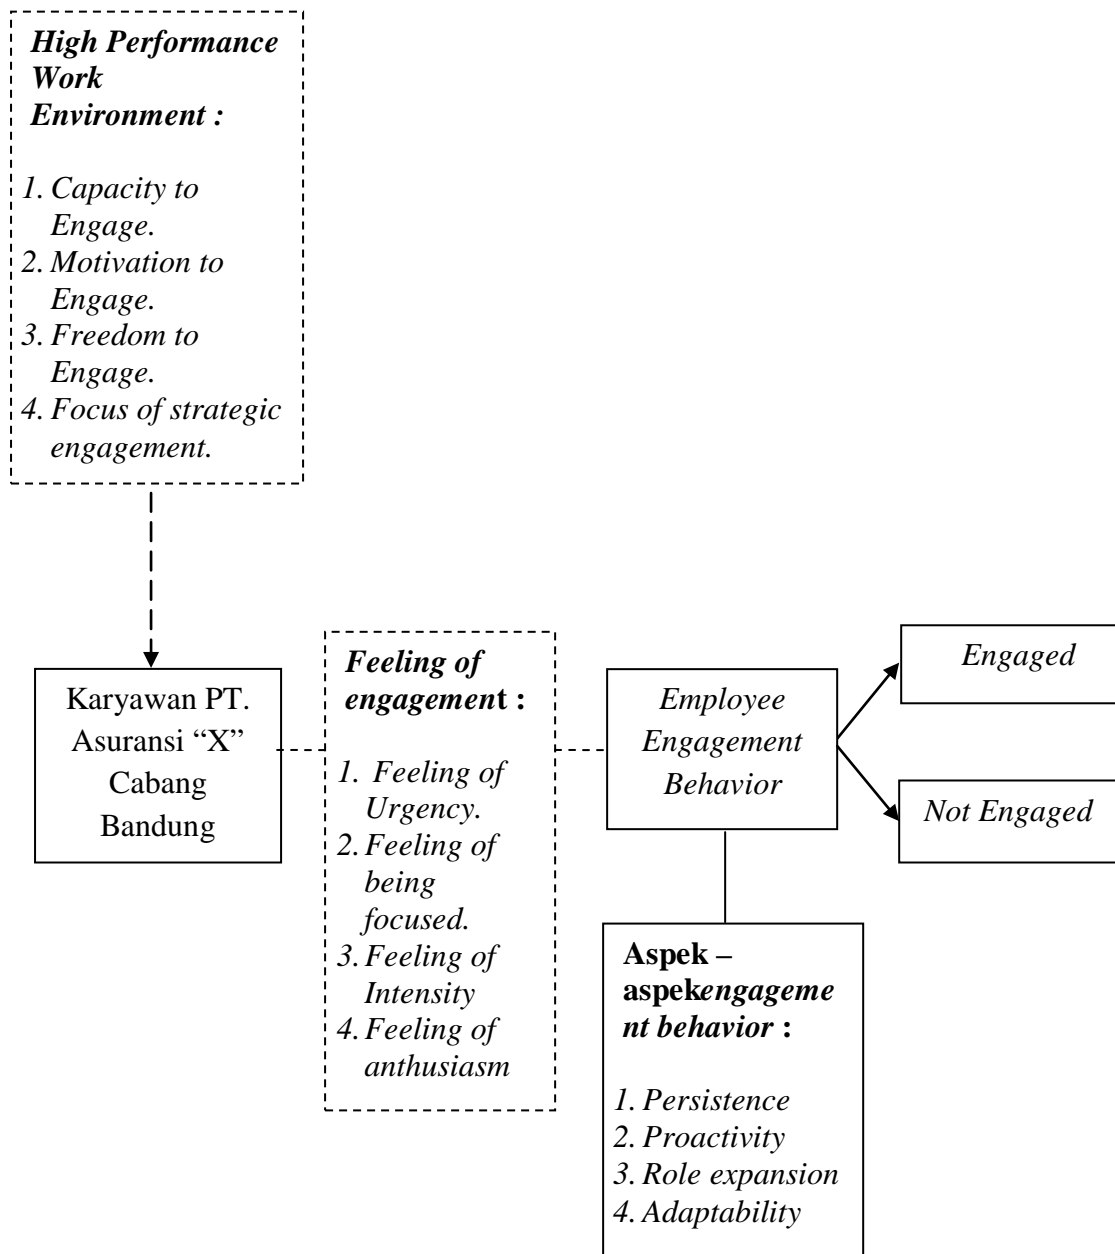 High Performance
Work
Environment :
1. Capacity to
Engage.
2. Motivation to
Engage.
3. Freedom to
Engage.
4. Focus of strategic
engagement.
Karyawan PT.
Asuransi “X”
Cabang
Bandung
Feeling of
engagement :
1. Feeling of
Urgency.
2. Feeling of
being
focused.
3. Feeling of
Intensity
4. Feeling of
anthusiasm
Employee
Engagement
Behavior
Engaged
Not Engaged
Aspek –
aspekengageme
nt behavior :
1. Persistence
2. Proactivity
3. Role expansion
4. Adaptability